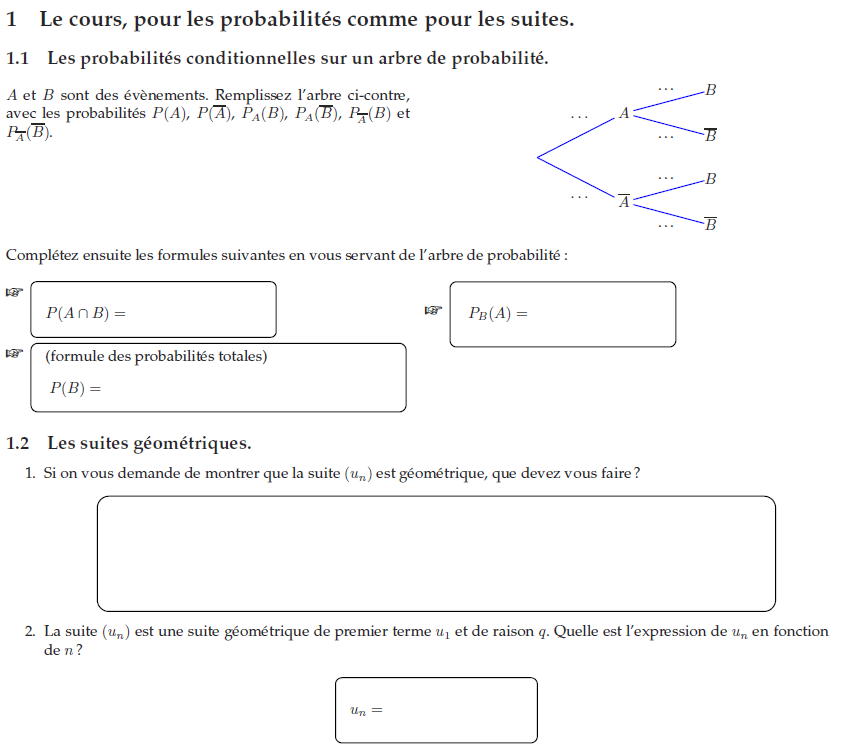 1 Le cours, pour les probabilités comme pour les suites.
1.1 Les probabilités conditionnelles sur un arbre de probabilité.
A et B sont des évènements. Remplissez l'arbre ci-contre,
avec les probabilités P(A), P(A̅), P_A(B), P_A(B̅), P_A̅(B) et
P_A̅(B̅).
... B
... A
... B̅
... B
... A̅
... B̅
Complétez ensuite les formules suivantes en vous servant de l'arbre de probabilité :
☞ P(A ∩ B) =
☞ P_B(A) =
☞ (formule des probabilités totales)
P(B) =
1.2 Les suites géométriques.
1. Si on vous demande de montrer que la suite (u_n) est géométrique, que devez vous faire ?
2. La suite (u_n) est une suite géométrique de premier terme u_1 et de raison q. Quelle est l'expression de u_n en fonction
de n ?
u_n =